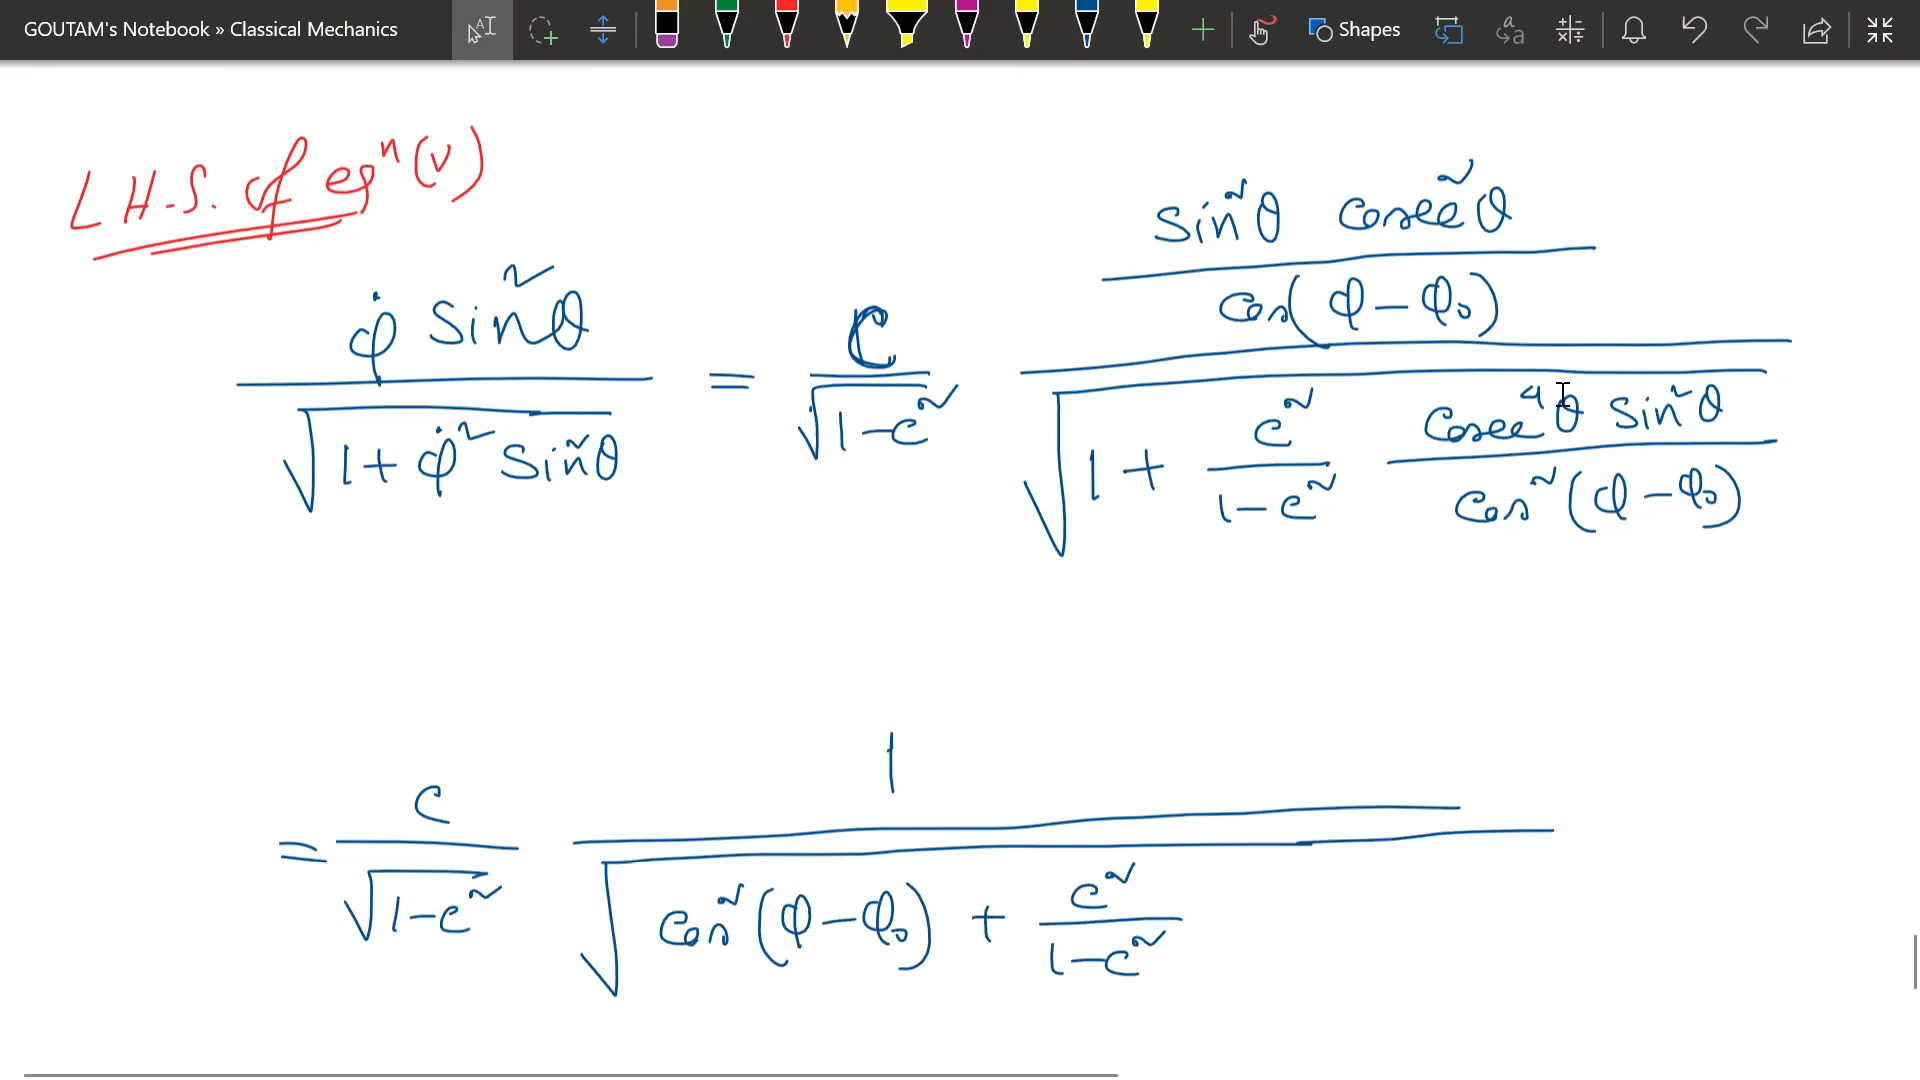 GOUTAM's Notebook » Classical Mechanics
Shapes
L.H.S. of eqⁿ(v)
φ̇ Sin²θ / √(1+φ̇² Sin²θ) = C / √(1−c²) · (Sin²θ Cosec²θ / Cos(φ−φ₀)) / √(1 + c²/(1−c²) · Cosec⁴θ Sin²θ / Cos²(φ−φ₀))
= c / √(1−c²) · 1 / √(Cos²(φ−φ₀) + c²/(1−c²)